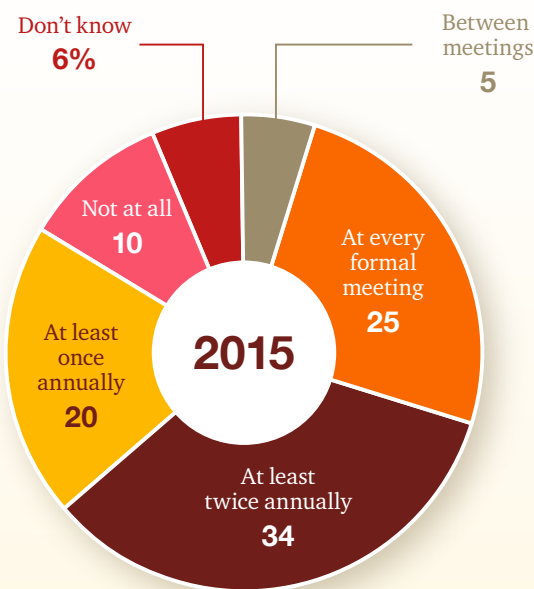 Don’t know
6%
Between
meetings
5
Not at all
10
At every
formal
meeting
25
2015
At least
once
annually
20
At least
twice annually
34